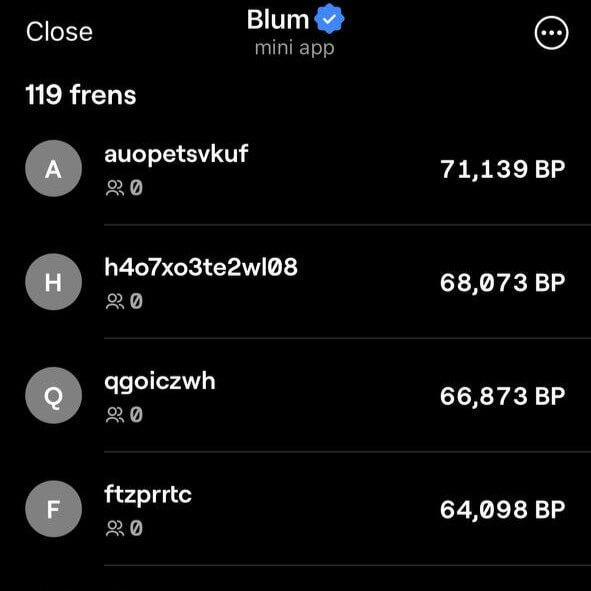 Close
Blum
mini app
119 frens
A
auopetsvkuf
71,139 BP
0
H
h4o7xo3te2wl08
68,073 BP
0
Q
qgoiczwh
66,873 BP
0
F
ftzprrtc
64,098 BP
0